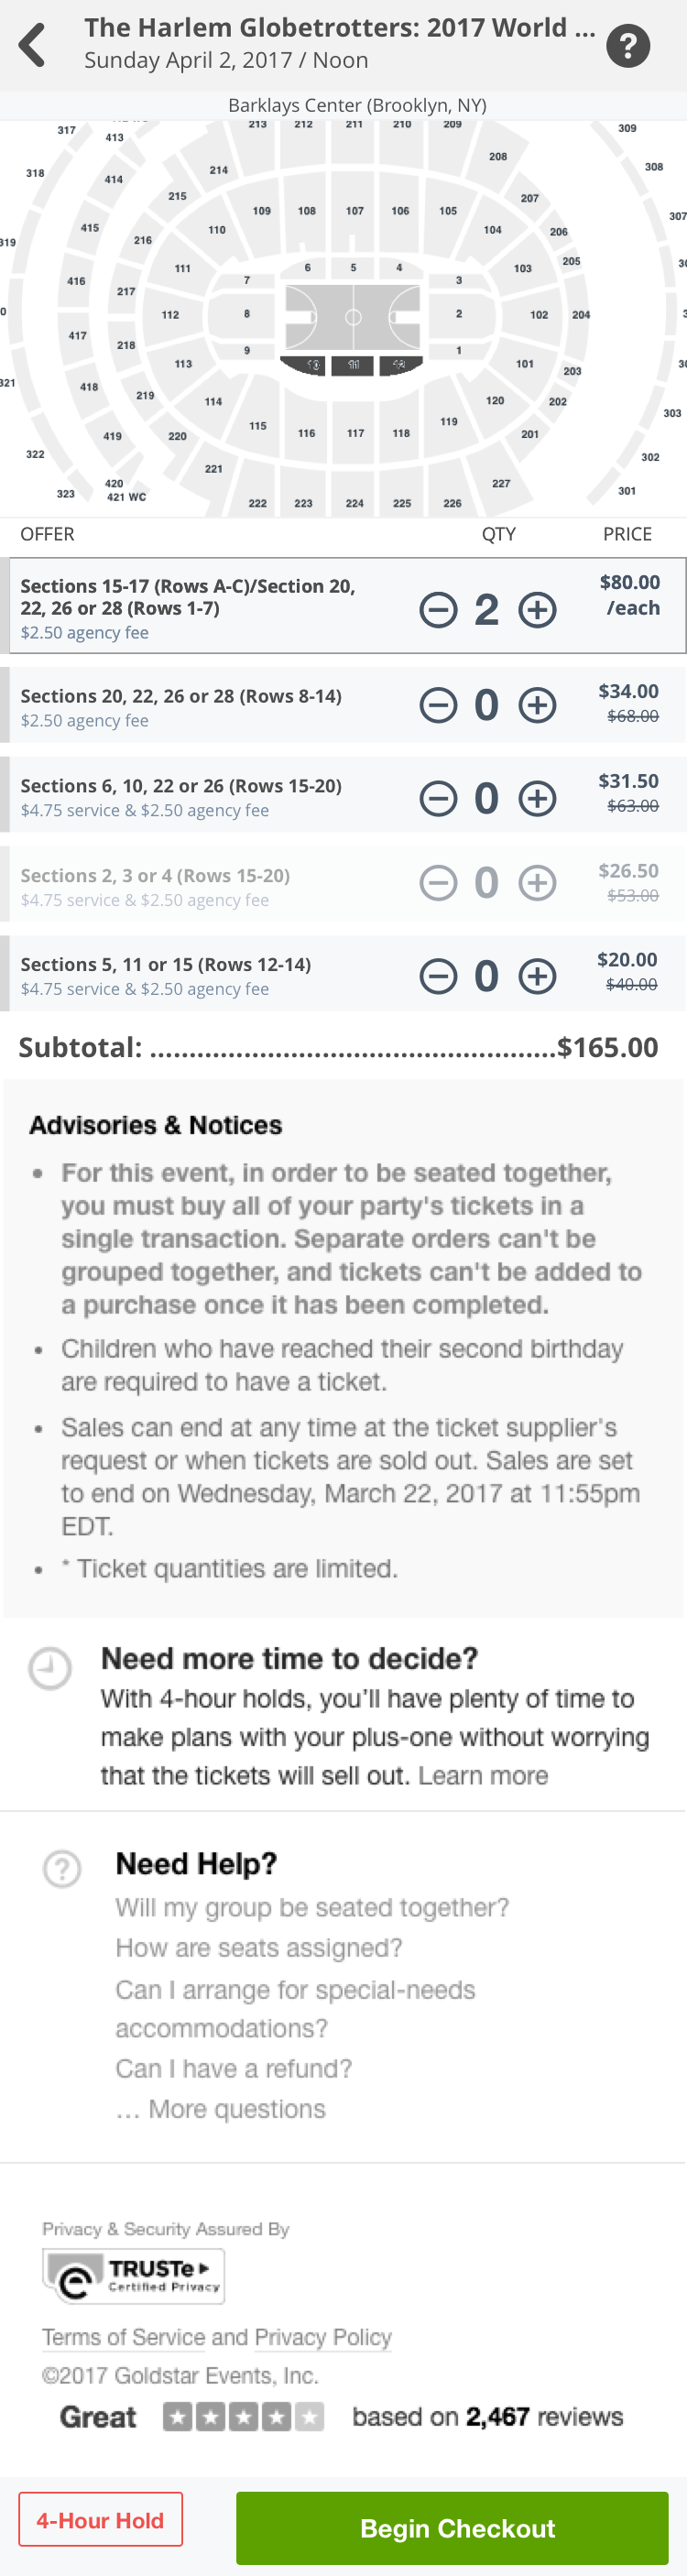 The Harlem Globetrotters: 2017 World ...
Sunday April 2, 2017 / Noon
?
Barklays Center (Brooklyn, NY)
317 413 213 212 211 210 209 309
318 414 214 208 308
215 207 307
319 415 216 110 109 108 107 106 105 104 206
416 217 111 7 6 5 4 3 103 205
112 8 2 102 204
417 218 9 1
321 418 219 113 10 11 12 101 203
114 120 202 303
322 419 220 115 116 117 118 119 201 302
221
323 420 227 301
421 WC 222 223 224 225 226
OFFER QTY PRICE
Sections 15-17 (Rows A-C)/Section 20,
22, 26 or 28 (Rows 1-7)
$2.50 agency fee
2
$80.00
/each
Sections 20, 22, 26 or 28 (Rows 8-14)
$2.50 agency fee
0
$34.00
$68.00
Sections 6, 10, 22 or 26 (Rows 15-20)
$4.75 service & $2.50 agency fee
0
$31.50
$63.00
Sections 2, 3 or 4 (Rows 15-20)
$4.75 service & $2.50 agency fee
0
$26.50
$53.00
Sections 5, 11 or 15 (Rows 12-14)
$4.75 service & $2.50 agency fee
0
$20.00
$40.00
Subtotal: ....................................................$165.00
Advisories & Notices
• For this event, in order to be seated together,
you must buy all of your party's tickets in a
single transaction. Separate orders can't be
grouped together, and tickets can't be added to
a purchase once it has been completed.
• Children who have reached their second birthday
are required to have a ticket.
• Sales can end at any time at the ticket supplier's
request or when tickets are sold out. Sales are set
to end on Wednesday, March 22, 2017 at 11:55pm
EDT.
• * Ticket quantities are limited.
Need more time to decide?
With 4-hour holds, you'll have plenty of time to
make plans with your plus-one without worrying
that the tickets will sell out. Learn more
?
Need Help?
Will my group be seated together?
How are seats assigned?
Can I arrange for special-needs
accommodations?
Can I have a refund?
... More questions
Privacy & Security Assured By
TRUSTe
Certified Privacy
Terms of Service and Privacy Policy
©2017 Goldstar Events, Inc.
Great based on 2,467 reviews
4-Hour Hold
Begin Checkout